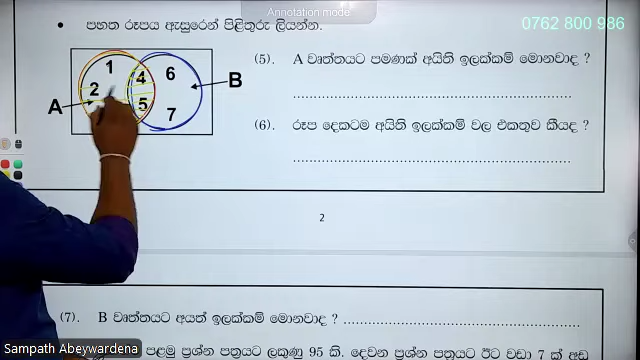 Annotation mode
0762 800 986
• පහත රූපය ඇසුරෙන් පිළිතුරු ලියන්න.
1
2
4
5
6
7
A
B
(5). A වෘත්තයට පමණක් අයිති ඉලක්කම් මොනවාද ?
(6). රූප දෙකටම අයිති ඉලක්කම් වල එකතුව කීයද ?
2
(7). B වෘත්තයට අයත් ඉලක්කම් මොනවාද ?
Sampath Abeywardena
පළමු ප්‍රශ්න පත්‍රයට ලකුණු 95 කි. දෙවන ප්‍රශ්න පත්‍රයට ඊට වඩා 7 ක් අඩු